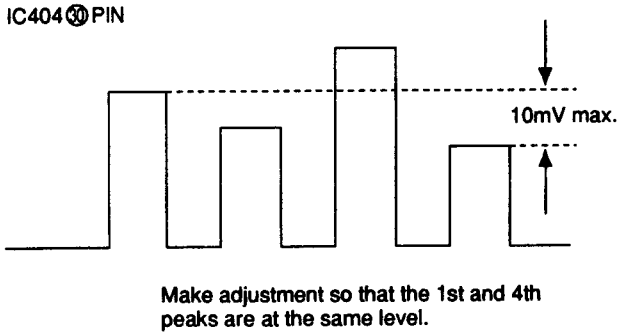 IC404㉚PIN
10mV max.
Make adjustment so that the 1st and 4th
peaks are at the same level.